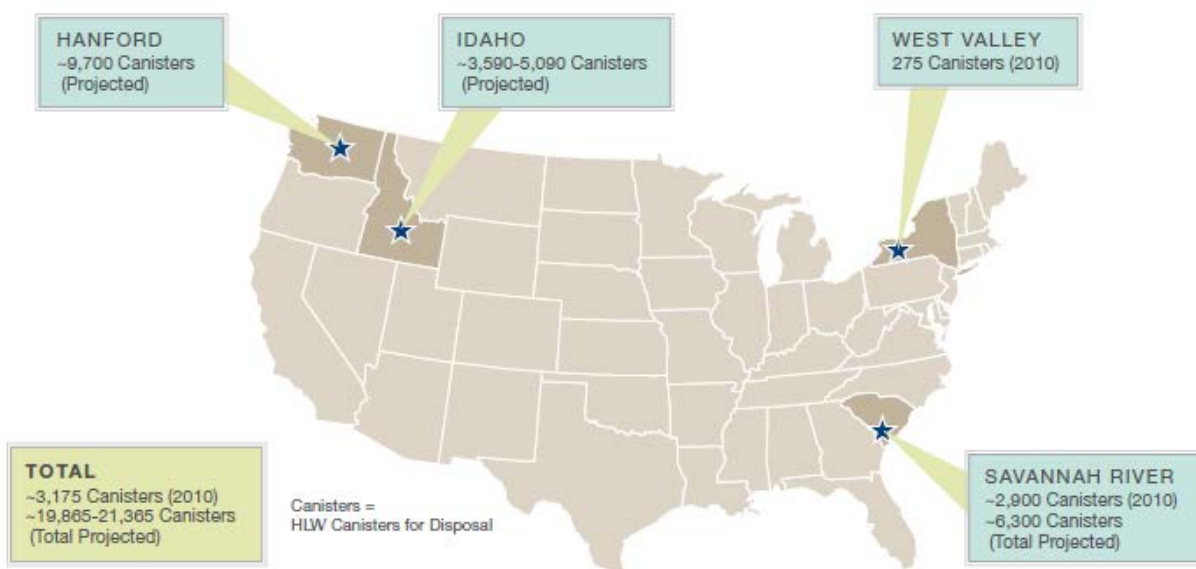 HANFORD
~9,700 Canisters
(Projected)
IDAHO
~3,590-5,090 Canisters
(Projected)
WEST VALLEY
275 Canisters (2010)
TOTAL
~3,175 Canisters (2010)
~19,865-21,365 Canisters
(Total Projected)
Canisters =
HLW Canisters for Disposal
SAVANNAH RIVER
~2,900 Canisters (2010)
~6,300 Canisters
(Total Projected)